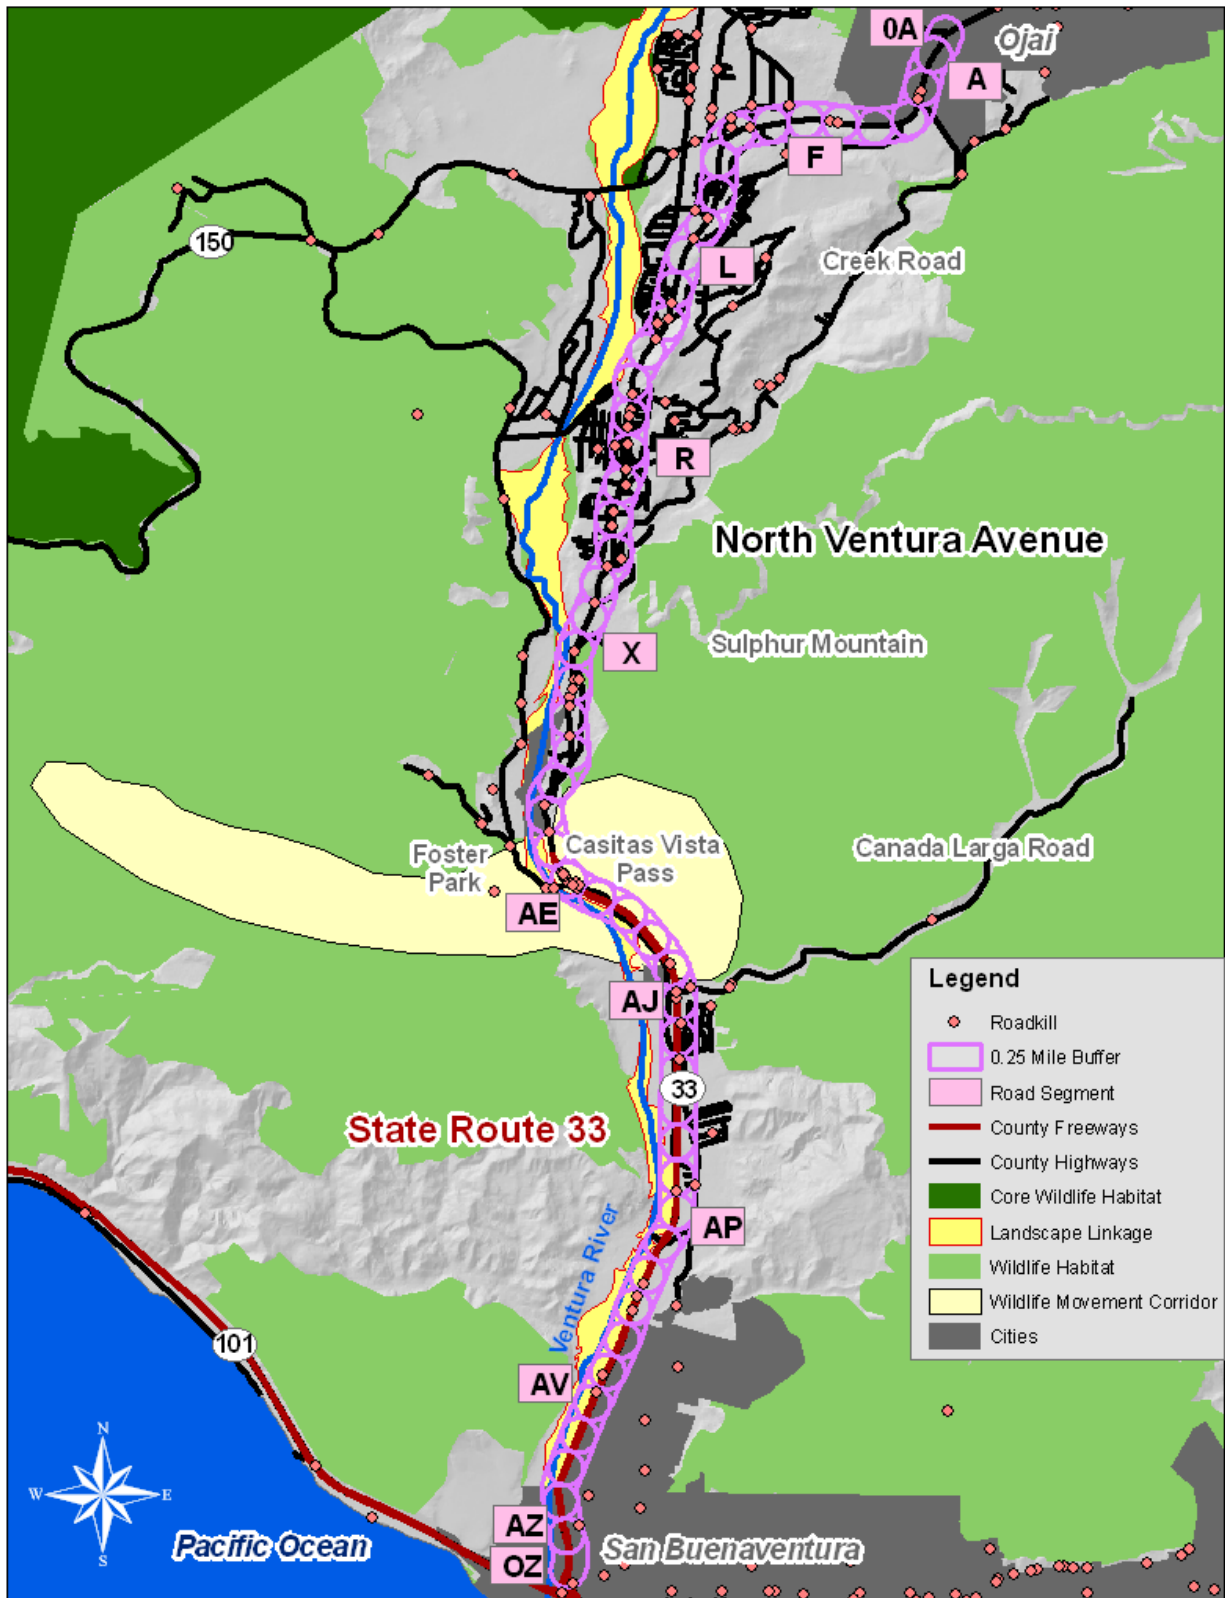 0A
Ojai
A
F
150
L
Creek Road
R
North Ventura Avenue
X
Sulphur Mountain
Foster
Park
Casitas Vista
Pass
Canada Larga Road
AE
AJ
33
State Route 33
AP
Ventura River
101
AV
AZ
OZ
Pacific Ocean
San Buenaventura
N
W
E
S
Legend
Roadkill
0.25 Mile Buffer
Road Segment
County Freeways
County Highways
Core Wildlife Habitat
Landscape Linkage
Wildlife Habitat
Wildlife Movement Corridor
Cities